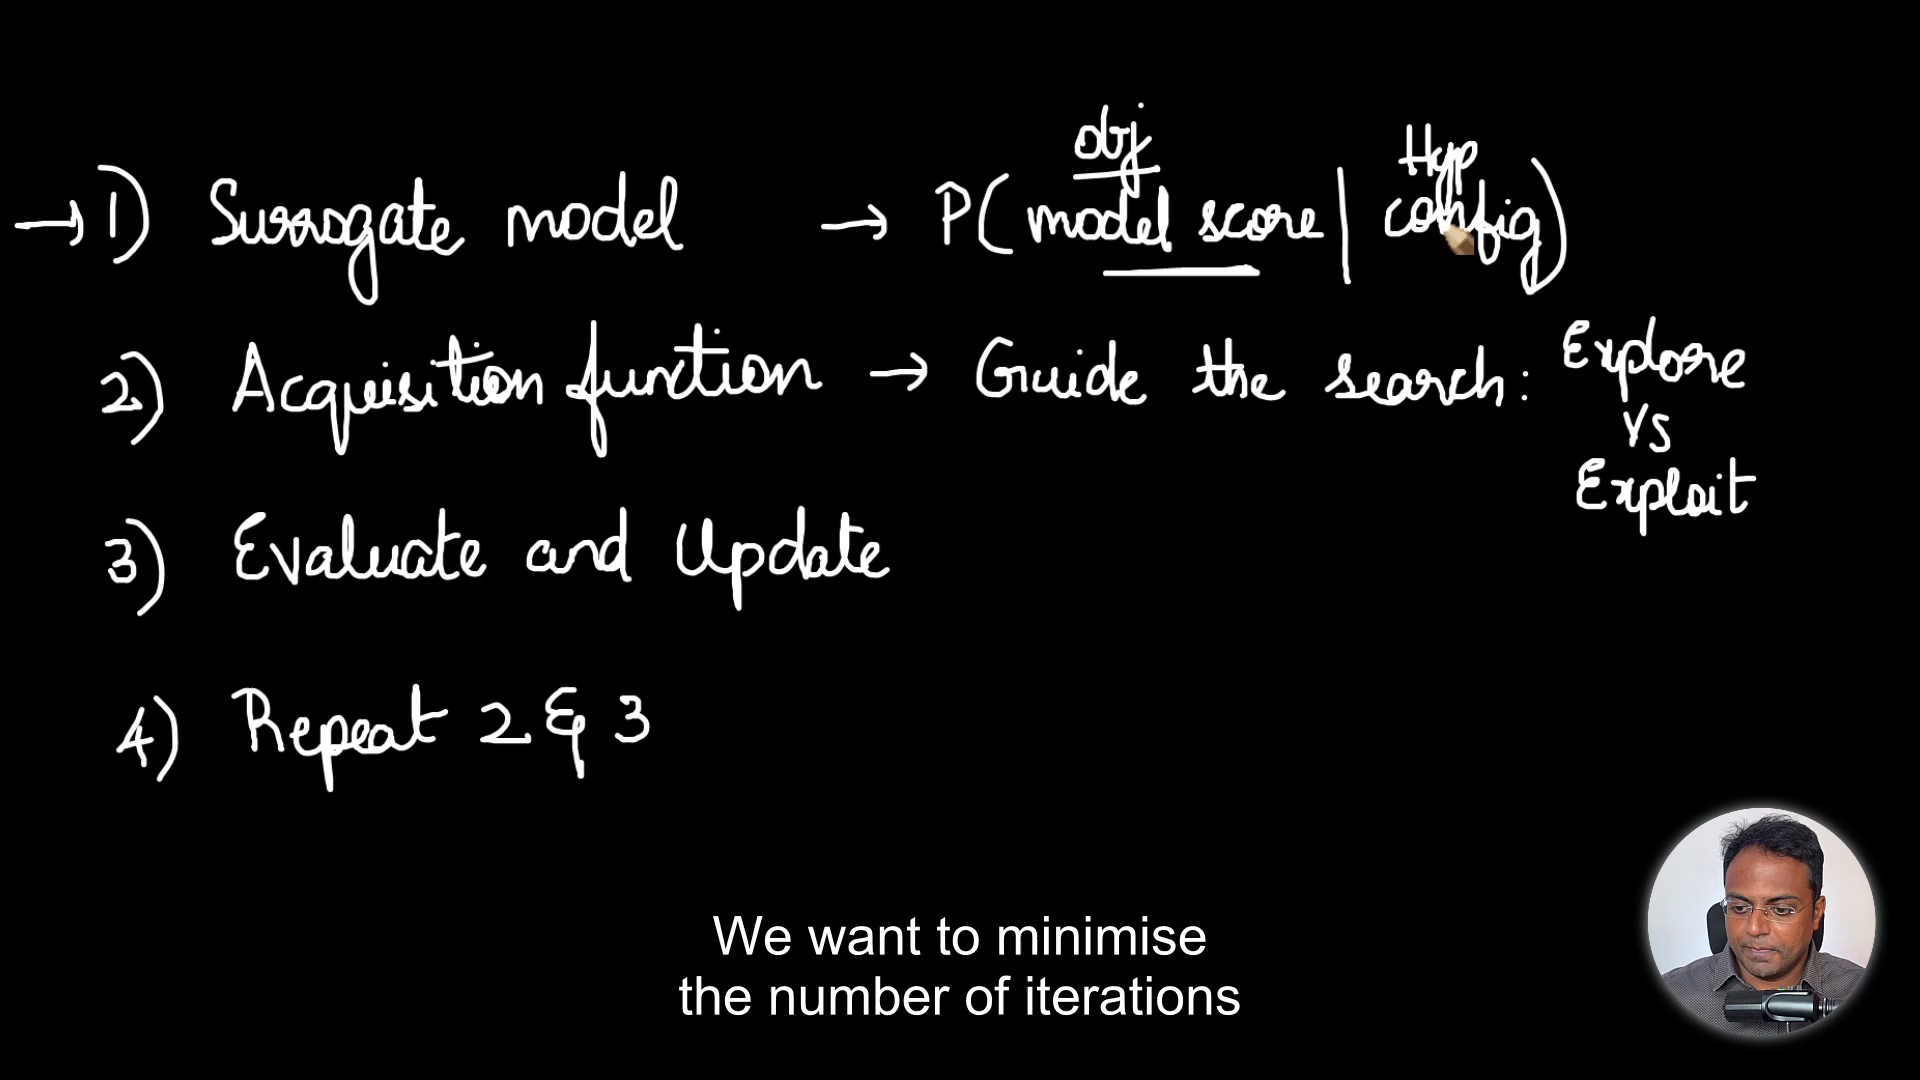 obj
Hyp
→ 1) Surrogate model → P( model score | config)
2) Acquisition function → Guide the search: Explore
vs
Exploit
3) Evaluate and Update
4) Repeat 2 & 3
We want to minimise
the number of iterations